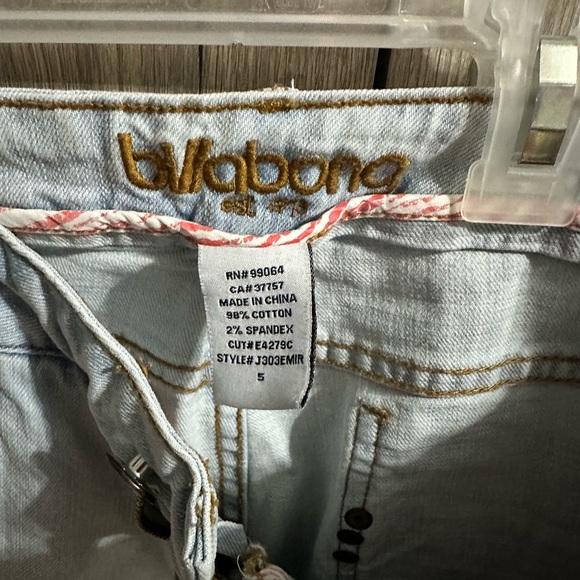 billabong
est. 1973
RN# 99064
CA# 37757
MADE IN CHINA
98% COTTON
2% SPANDEX
CUT#E4279C
STYLE#J303EMIR
5